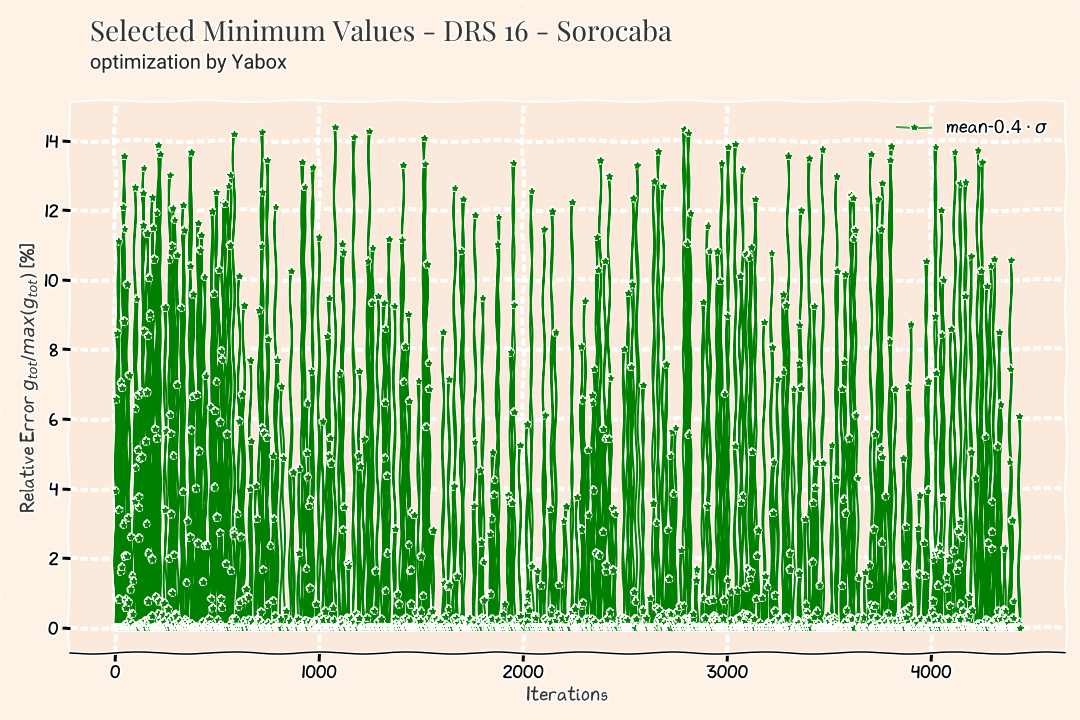 Selected Minimum Values - DRS 16 - Sorocaba
optimization by Yabox
mean-0.4 · σ
Relative Error g_tot/max(g_tot) [%]
14
12
10
8
6
4
2
0
0 1000 2000 3000 4000
Iterations